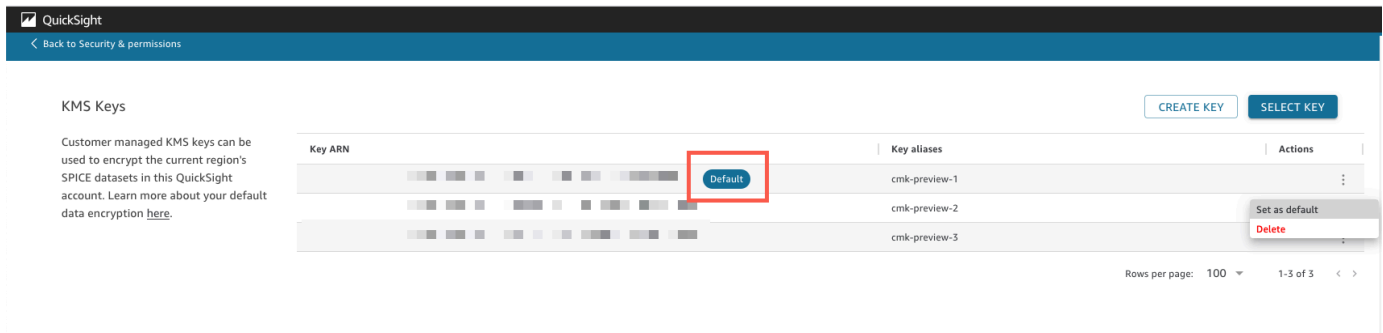 QuickSight
Back to Security & permissions
KMS Keys
CREATE KEY
SELECT KEY
Customer managed KMS keys can be
used to encrypt the current region's
SPICE datasets in this QuickSight
account. Learn more about your default
data encryption here.
Key ARN Key aliases Actions
Default cmk-preview-1
cmk-preview-2
Set as default
Delete
cmk-preview-3
Rows per page: 100 1-3 of 3